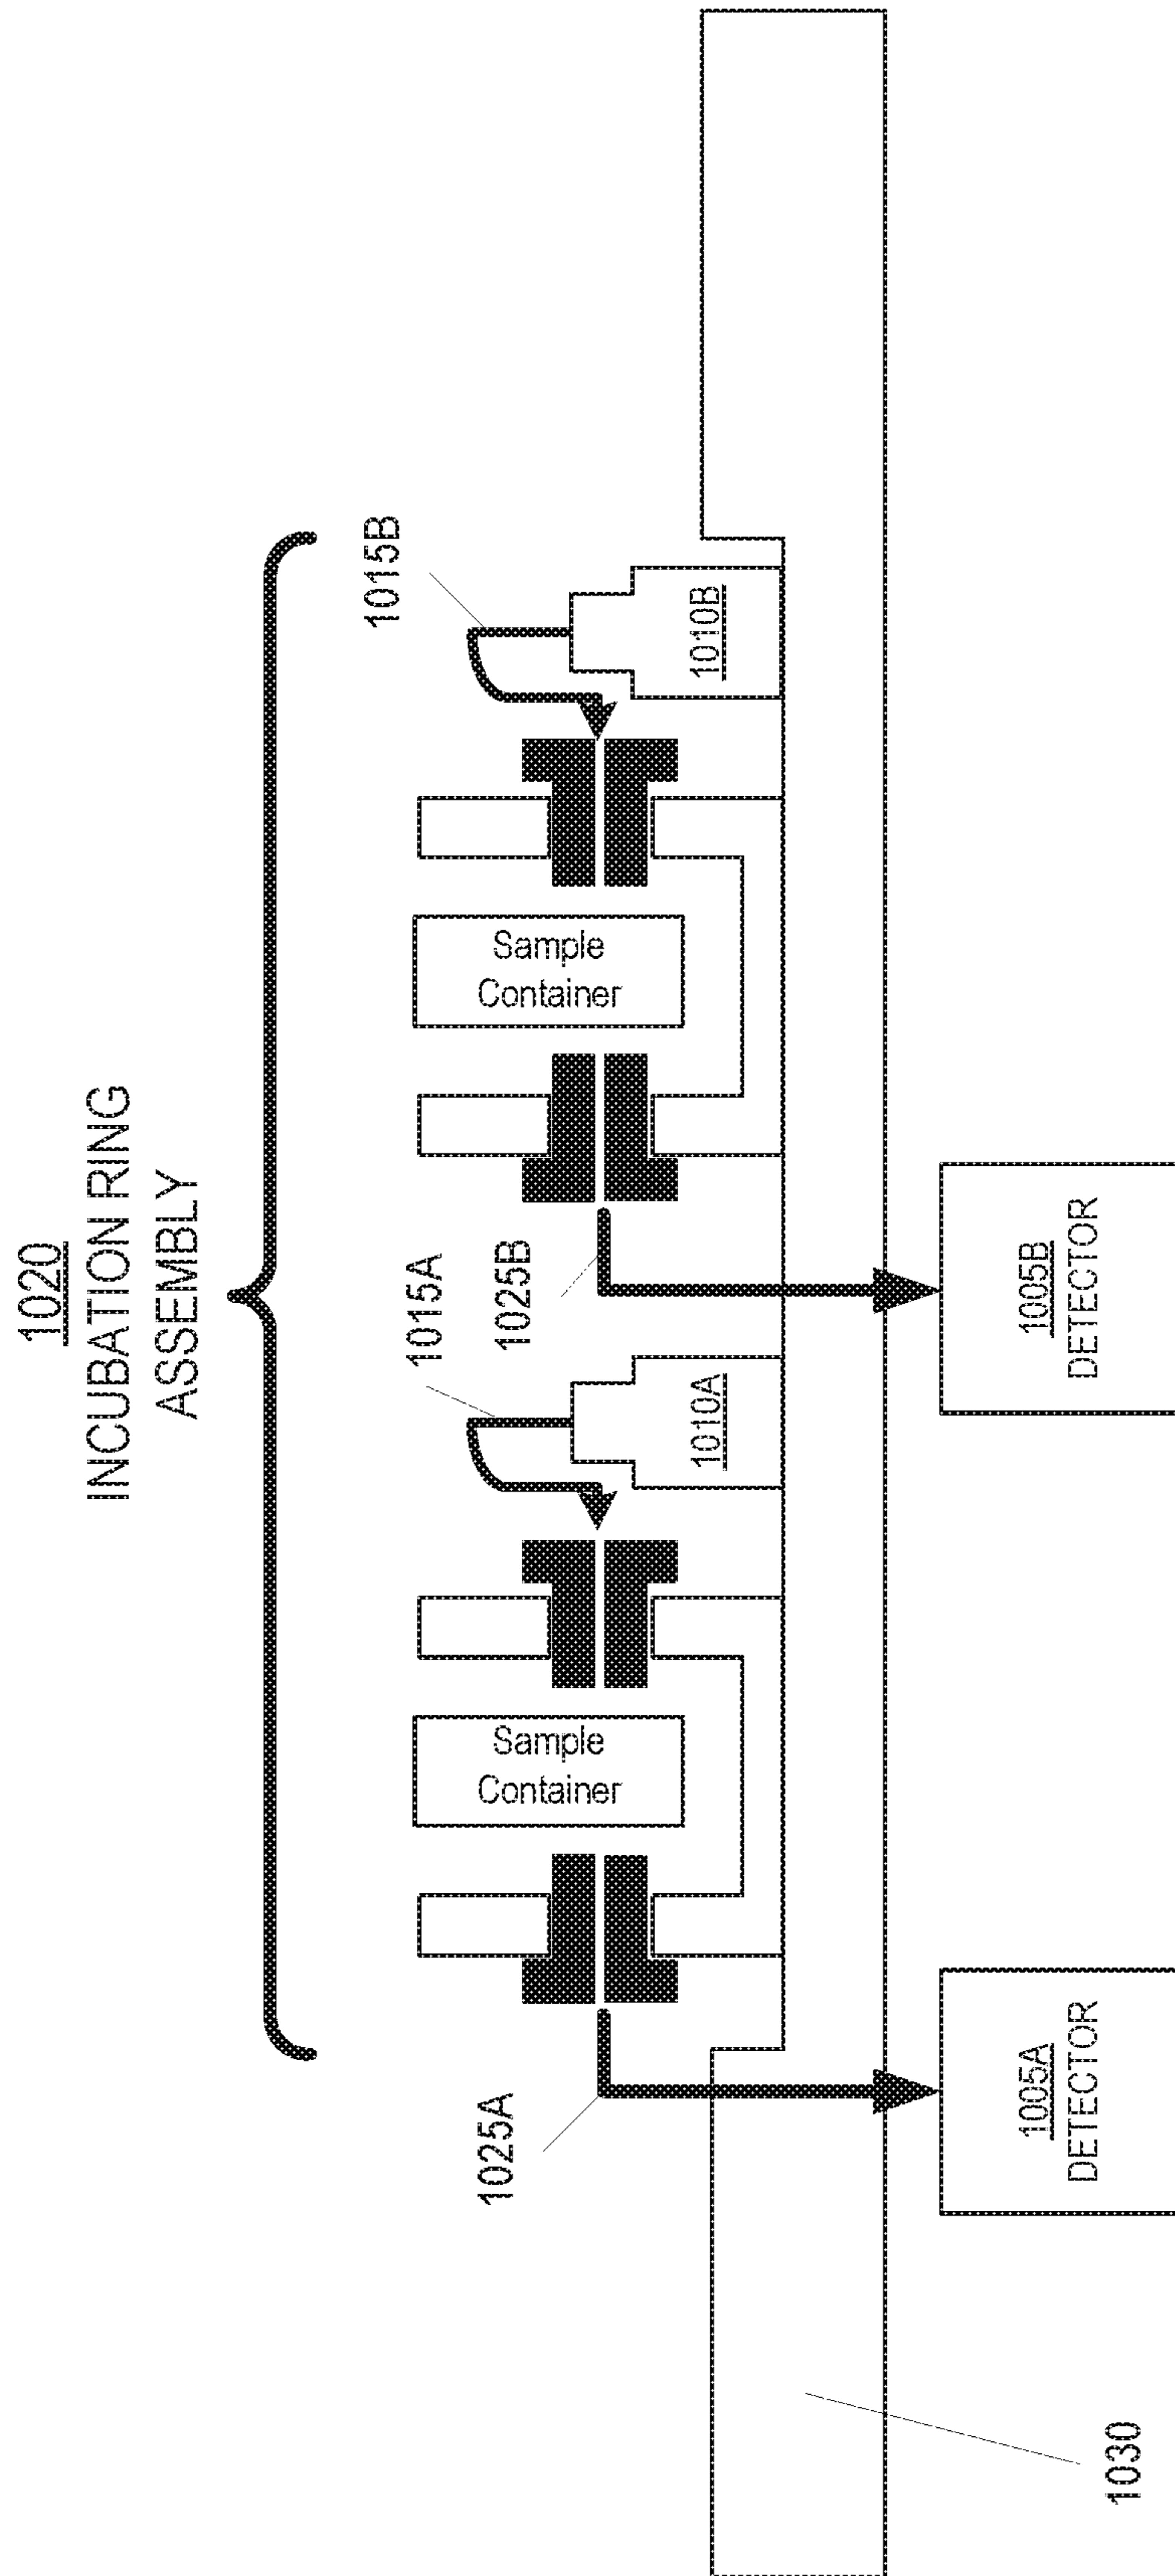 1020
INCUBATION RING
ASSEMBLY
1015B
1015A
1025B
1025A
Sample
Container
Sample
Container
1010A
1010B
1005A
DETECTOR
1005B
DETECTOR
1030